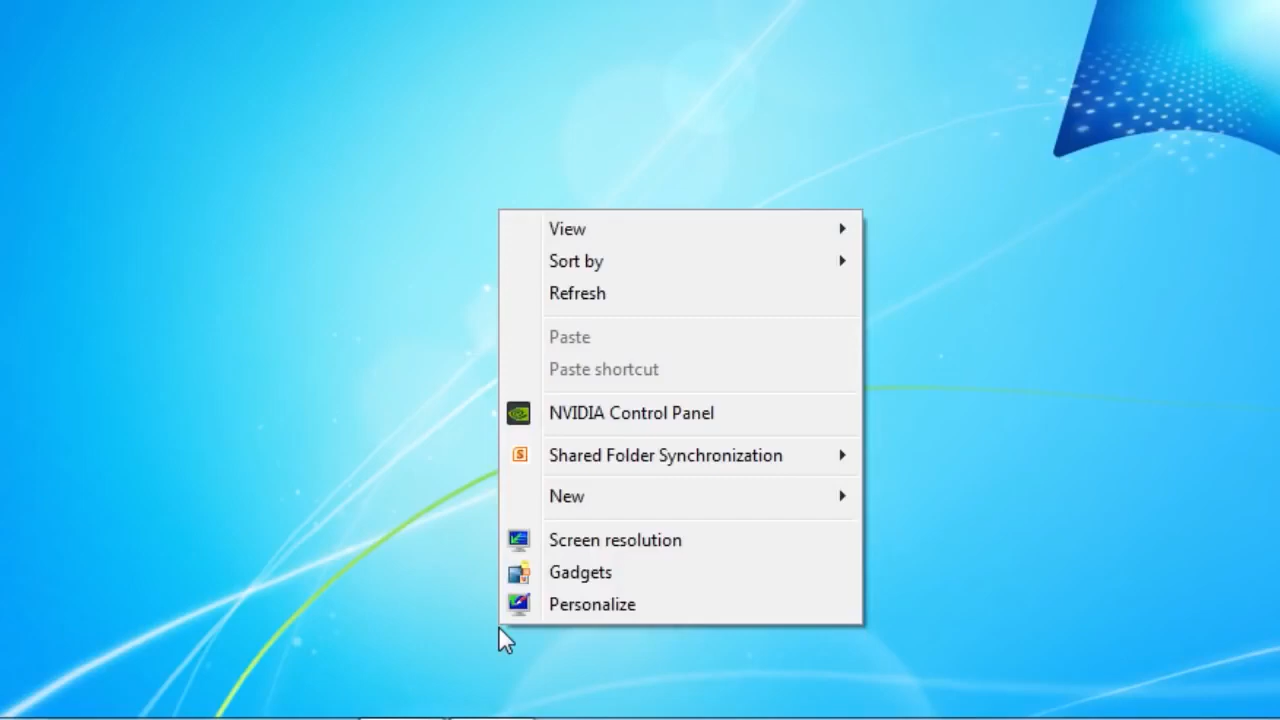 View
Sort by
Refresh
Paste
Paste shortcut
NVIDIA Control Panel
Shared Folder Synchronization
New
Screen resolution
Gadgets
Personalize